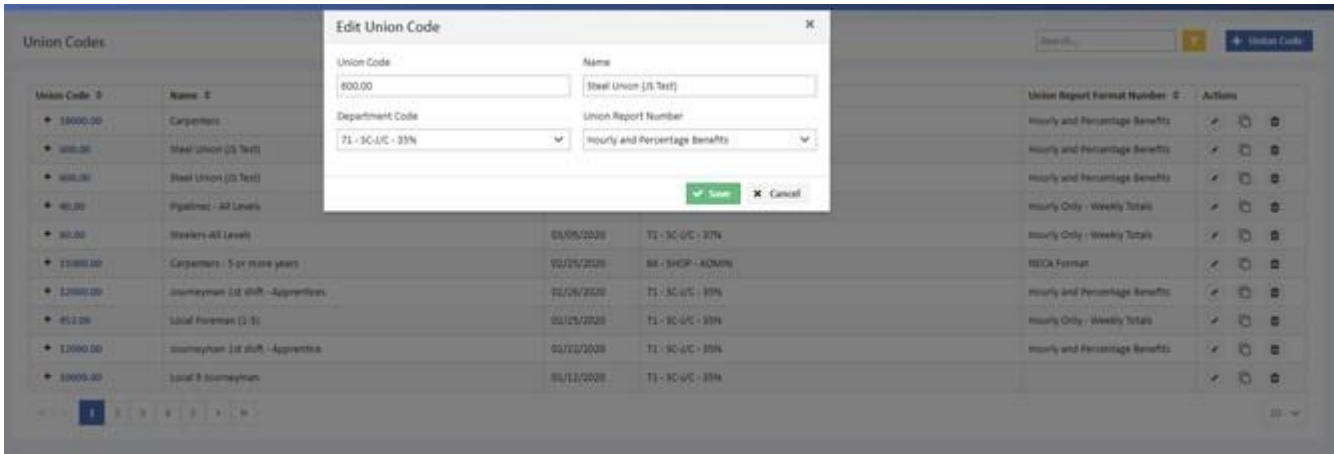 Edit Union Code
Union Codes
Search...
+ Union Code
Union Code Name
600.00 Steel Union (JS Test)
Department Code Union Report Number
71 - SC-J/C - 35% Hourly and Percentage Benefits
Save Cancel
Union Code Name Union Report Format Number Actions
10000.00 Carpenters Hourly and Percentage Benefits
600.00 Steel Union (JS Test) Hourly and Percentage Benefits
600.00 Steel Union (JS Test) Hourly and Percentage Benefits
40.00 Pipelines - All Levels Hourly Only - Weekly Totals
60.00 Steelers-All Levels 03/05/2020 72 - SC-J/C - 37% Hourly Only - Weekly Totals
15000.00 Carpenters - 5 or more years 02/25/2020 - SHOP - ADMIN NECA Format
12000.00 Journeyman 1st shift - Apprentices 02/26/2020 71 - SC-J/C - 35% Hourly and Percentage Benefits
452.00 Local Foreman (1-5) 02/25/2020 71 - SC-J/C - 35% Hourly Only - Weekly Totals
12000.00 Journeyman 1st shift - Apprentice 02/22/2020 71 - SC-J/C - 35% Hourly and Percentage Benefits
Local 9 Journeyman 01/12/2020 71 - SC-J/C - 35%
1 2 3 4 5
10